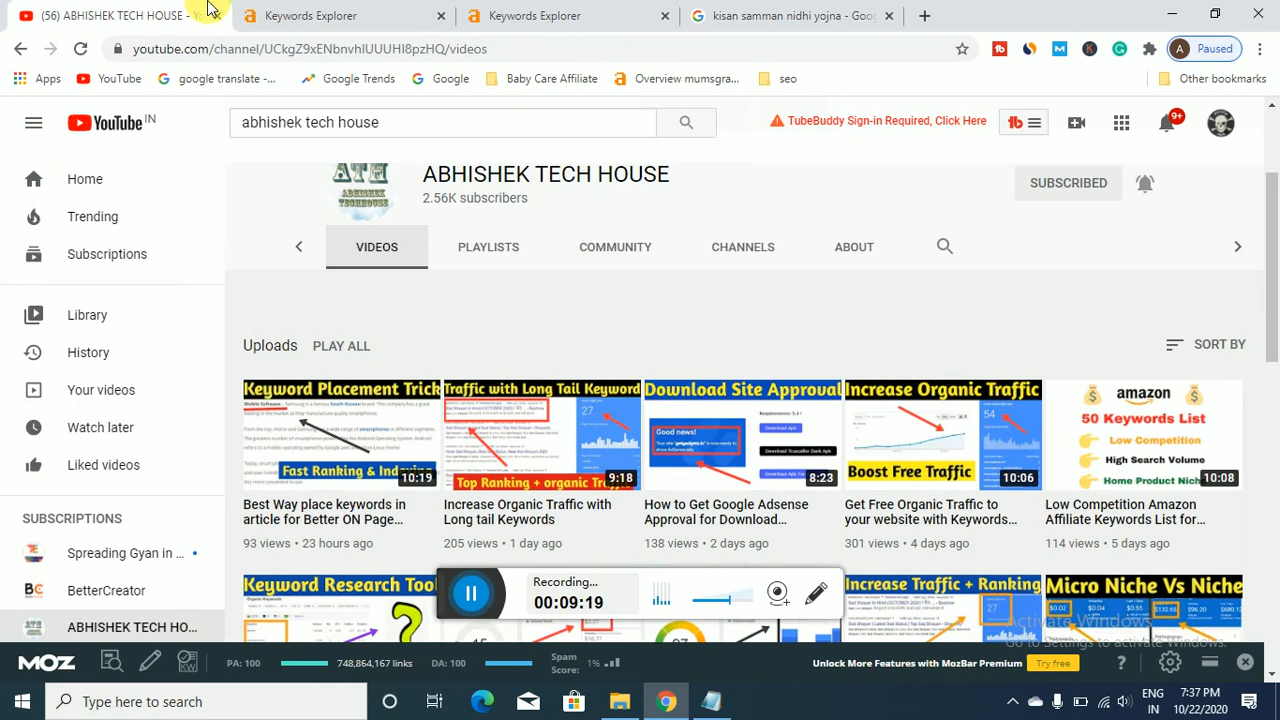 (56) ABHISHEK TECH HOUSE - Y
Keywords Explorer
Keywords Explorer
kisan samman nidhi yojna - Goo
youtube.com/channel/UCkgZ9xENbnvhlUUUHI8pzHQ/videos
A Paused
Apps
YouTube
google translate -...
Google Trends
Google
Baby Care Affiliate
Overview mumsgra...
seo
Other bookmarks
YouTube IN
abhishek tech house
TubeBuddy Sign-in Required, Click Here
tb
9+
Home
Trending
Subscriptions
Library
History
Your videos
Watch later
Liked videos
SUBSCRIPTIONS
Spreading Gyan in ...
BetterCreator
ABHISHEK TECH
ATH
ABHISHEK
TECHHOUSE
ABHISHEK TECH HOUSE
2.56K subscribers
SUBSCRIBED
VIDEOS
PLAYLISTS
COMMUNITY
CHANNELS
ABOUT
Uploads
PLAY ALL
SORT BY
Keyword Placement Trick
Fast Ranking & Indexing
10:19
Best Way place keywords in
article for Better ON Page...
93 views • 23 hours ago
Traffic with Long Tail Keyword
27
Top Ranking + organic
9:18
Increase Organic Traffic with
Long tail Keywords
205 views • 1 day ago
Download Site Approval
Good news!
8:23
How to Get Google Adsense
Approval for Download...
138 views • 2 days ago
Increase Organic Traffic
54
Boost Free Traffic
10:06
Get Free Organic Traffic to
your website with Keywords...
301 views • 4 days ago
amazon
50 Keywords List
Low Competition
High Search Volume
Home Product Nich
10:08
Low Competition Amazon
Affiliate Keywords List for...
114 views • 5 days ago
Keyword Research Too
?
Increase Traffic + Ranking
27
Micro Niche Vs Nich
Recording...
00:09:19
Activate Windows
Go to Settings to activate Windows.
MOZ
PA: 100
748,864,167 links
DA: 100
Spam
Score:
1%
Unlock More Features with MozBar Premium
Try free
Type here to search
ENG
IN
7:37 PM
10/22/2020